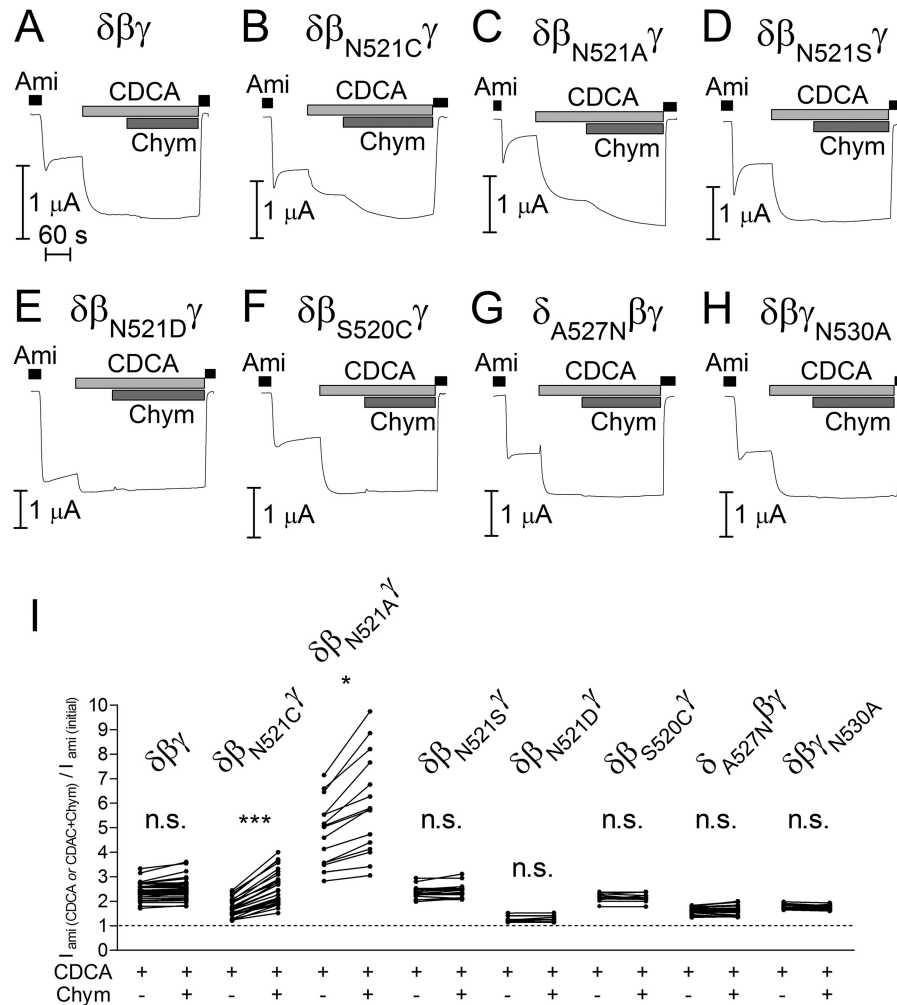 A δβγ
B δβN521Cγ
C δβN521Aγ
D δβN521Sγ
Ami CDCA Chym
Ami CDCA Chym
Ami CDCA Chym
Ami CDCA Chym
1 μA
60 s
1 μA
1 μA
1 μA
E δβN521Dγ
F δβS520Cγ
G δA527Nβγ
H δβγN530A
Ami CDCA Chym
Ami CDCA Chym
Ami CDCA Chym
Ami CDCA Chym
1 μA
1 μA
1 μA
1 μA
I
I ami (CDCA or CDAC+Chym) / I ami (initial)
10
9
8
7
6
5
4
3
2
1
0
δβγ
n.s.
δβN521Cγ
***
δβN521Aγ
*
δβN521Sγ
n.s.
δβN521Dγ
n.s.
δβS520Cγ
n.s.
δA527Nβγ
n.s.
δβγN530A
n.s.
CDCA + + + + + + + + + + + + + + + +
Chym - + - + - + - + - + - + - + - +